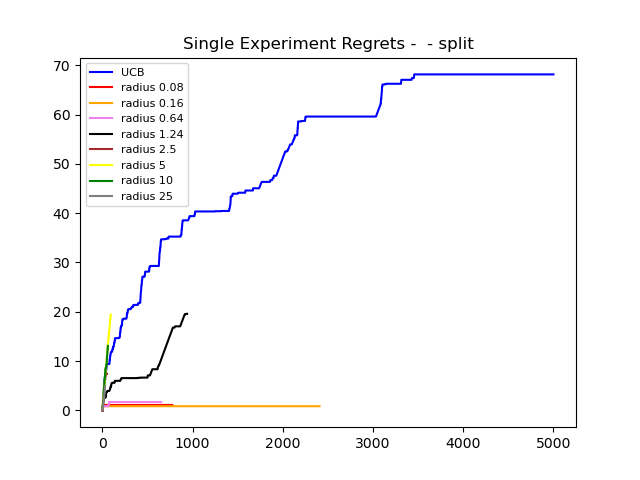 Single Experiment Regrets -  - split
70
60
50
40
30
20
10
0
UCB
radius 0.08
radius 0.16
radius 0.64
radius 1.24
radius 2.5
radius 5
radius 10
radius 25
0 1000 2000 3000 4000 5000